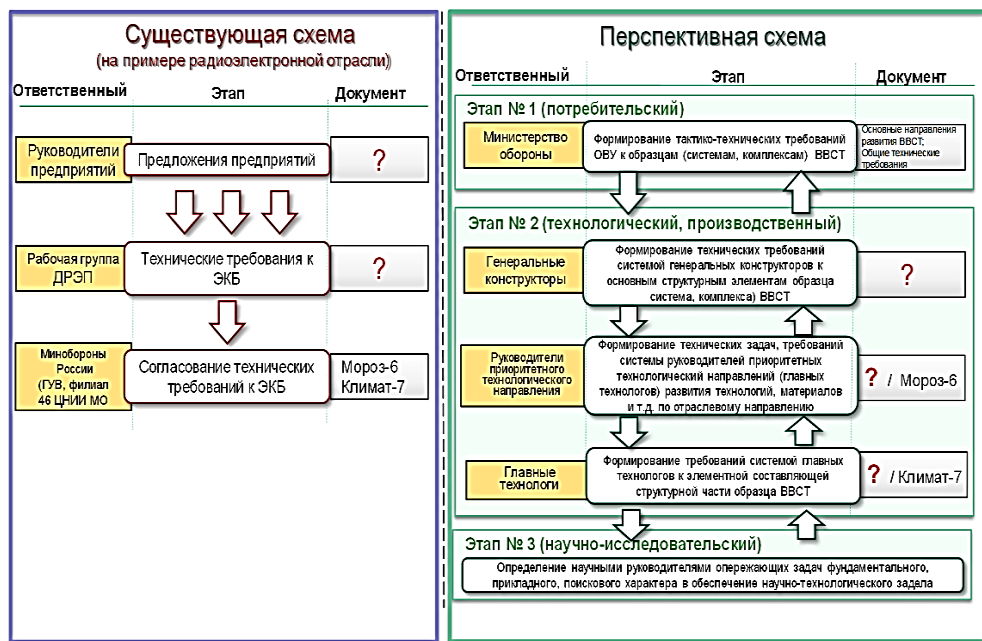 Существующая схема
(на примере радиоэлектронной отрасли)
Ответственный Этап Документ
Руководители
предприятий
Предложения предприятий
?
Рабочая группа
ДРЭП
Технические требования к
ЭКБ
?
Минобороны
России
(ГУВ, филиал
46 ЦНИИ МО
Согласование технических
требований к ЭКБ
Мороз-6
Климат-7
Перспективная схема
Ответственный Этап Документ
Этап № 1 (потребительский)
Министерство
обороны
Формирование тактико-технических требований
ОВУ к образцам (системам, комплексам) ВВСТ
Основные направления
развития ВВСТ;
Общие технические
требования
Этап № 2 (технологический, производственный)
Генеральные
конструкторы
Формирование технических требований
системой генеральных конструкторов к
основным структурным элементам образца
система, комплекса) ВВСТ
?
Руководители
приоритетного
технологического
направления
Формирование технических задач, требований
системы руководителей приоритетных
технологический направлений (главных
технологов) развития технологий, материалов
и т.д. по отраслевому направлению
? / Мороз-6
Главные
технологи
Формирование требований системой главных
технологов к элементной составляющей
структурной части образца ВВСТ
? / Климат-7
Этап № 3 (научно-исследовательский)
Определение научными руководителями опережающих задач фундаментального,
прикладного, поискового характера в обеспечение научно-технологического задела